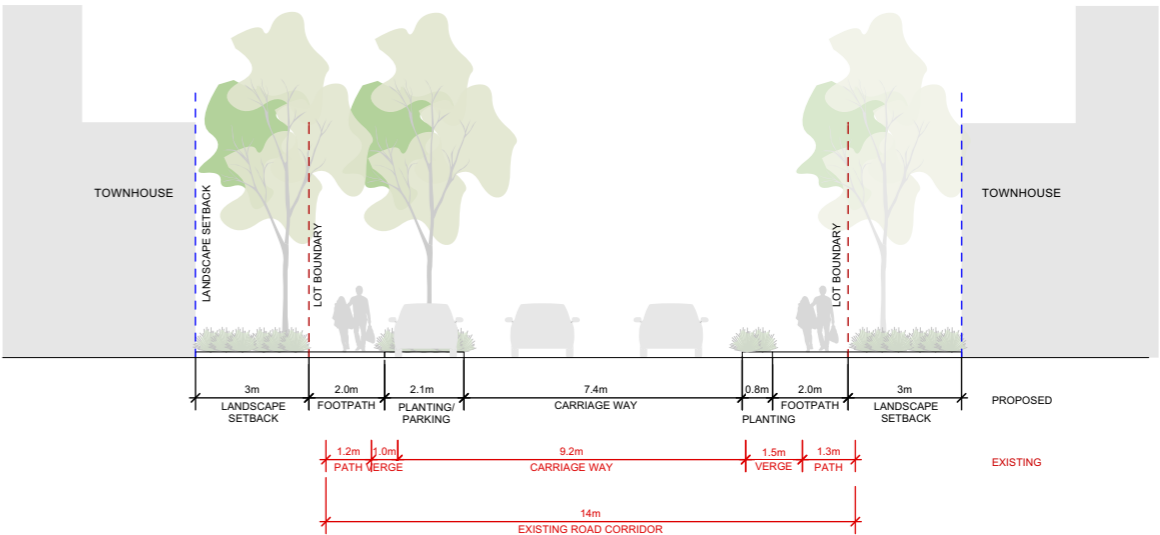 TOWNHOUSE
LANDSCAPE SETBACK
LOT BOUNDARY
LOT BOUNDARY
TOWNHOUSE
3m
2.0m
2.1m
7.4m
0.8m
2.0m
3m
LANDSCAPE
SETBACK
FOOTPATH
PLANTING/
PARKING
CARRIAGE WAY
PLANTING
FOOTPATH
LANDSCAPE
SETBACK
PROPOSED
1.2m
1.0m
9.2m
1.5m
1.3m
PATH
VERGE
CARRIAGE WAY
VERGE
PATH
EXISTING
14m
EXISTING ROAD CORRIDOR